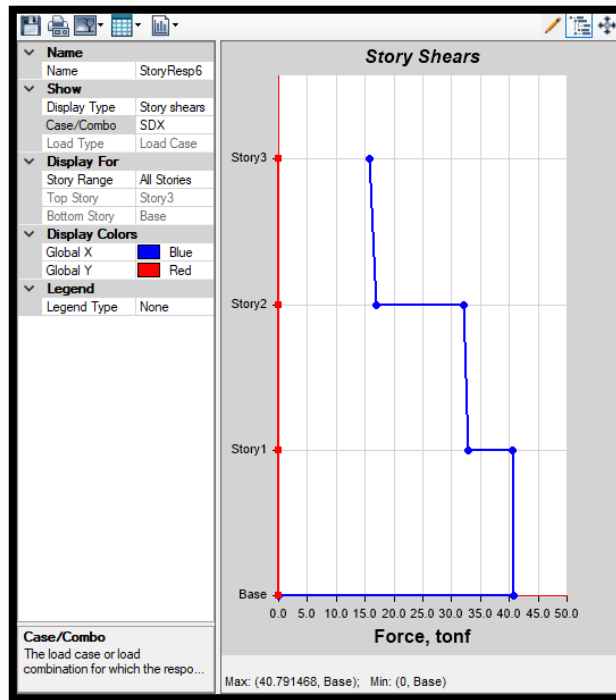 Name
Name StoryResp6
Show
Display Type Story shears
Case/Combo SDX
Load Type Load Case
Display For
Story Range All Stories
Top Story Story3
Bottom Story Base
Display Colors
Global X Blue
Global Y Red
Legend
Legend Type None
Case/Combo
The load case or load
combination for which the respo...
Story Shears
Story3
Story2
Story1
Base
0.0 5.0 10.0 15.0 20.0 25.0 30.0 35.0 40.0 45.0 50.0
Force, tonf
Max: (40.791468, Base); Min: (0, Base)